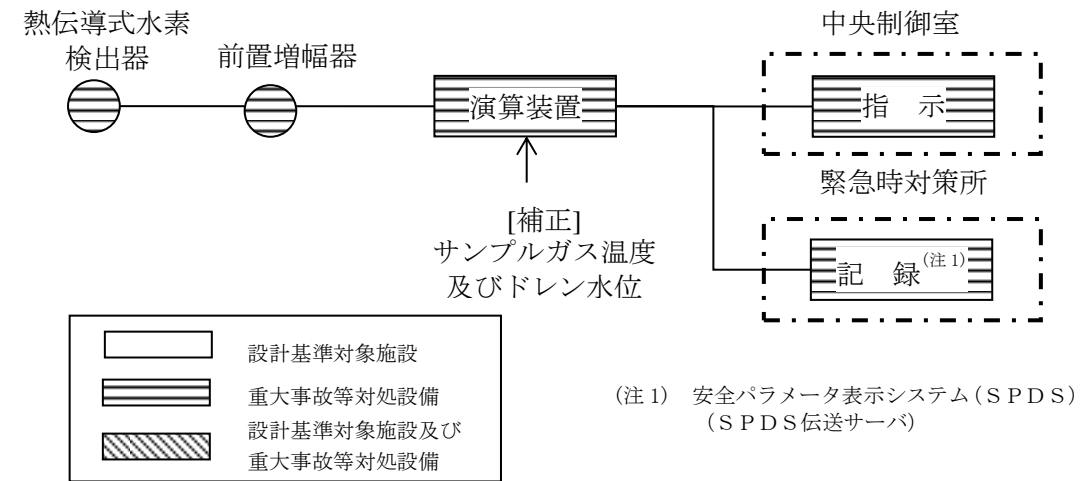 熱伝導式水素
検出器
前置増幅器
演算装置
[補正]
サンプルガス温度
及びドレン水位
中央制御室
指 示
緊急時対策所
記 録(注1)
設計基準対象施設
重大事故等対処設備
設計基準対象施設及び
重大事故等対処設備
(注1) 安全パラメータ表示システム(SPDS)
(SPDS伝送サーバ)